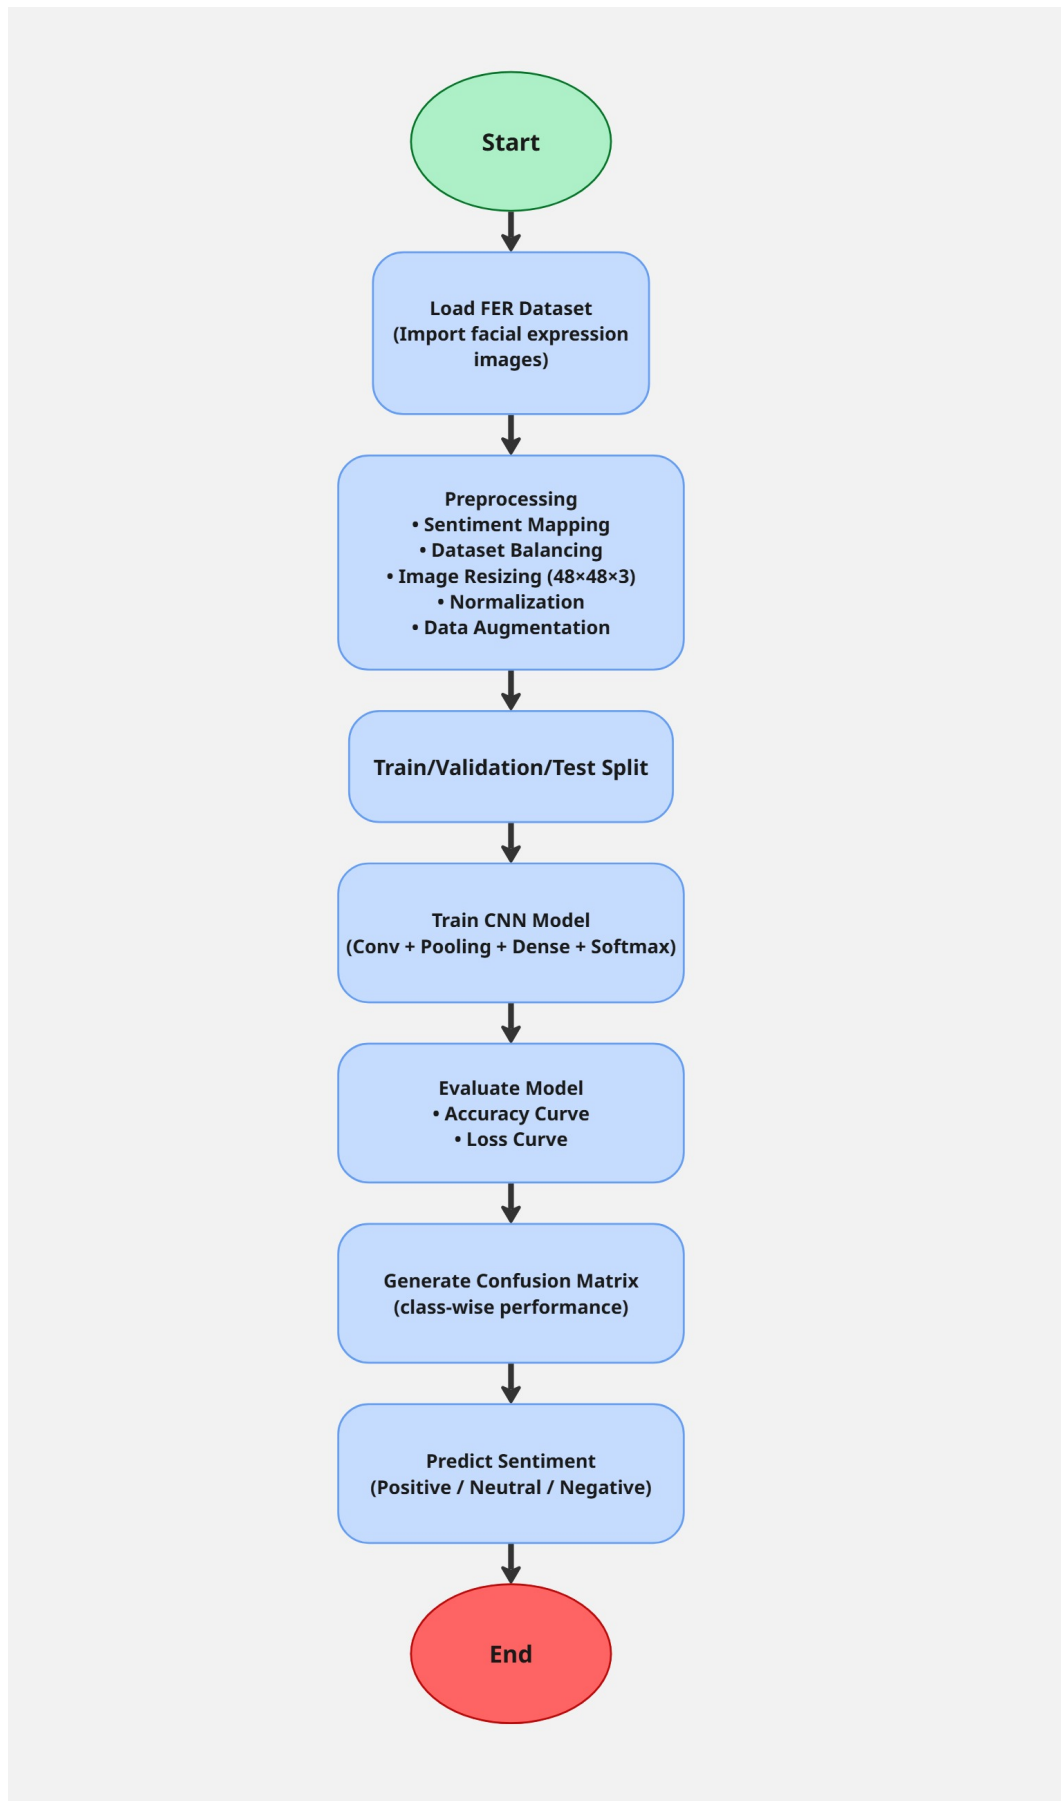 Start
Load FER Dataset
(Import facial expression
images)
Preprocessing
• Sentiment Mapping
• Dataset Balancing
• Image Resizing (48×48×3)
• Normalization
• Data Augmentation
Train/Validation/Test Split
Train CNN Model
(Conv + Pooling + Dense + Softmax)
Evaluate Model
• Accuracy Curve
• Loss Curve
Generate Confusion Matrix
(class-wise performance)
Predict Sentiment
(Positive / Neutral / Negative)
End